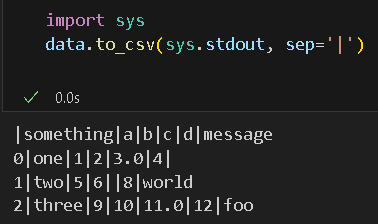 import sys
data.to_csv(sys.stdout, sep='|')
0.0s
|something|a|b|c|d|message
0|one|1|2|3.0|4|
1|two|5|6||8|world
2|three|9|10|11.0|12|foo